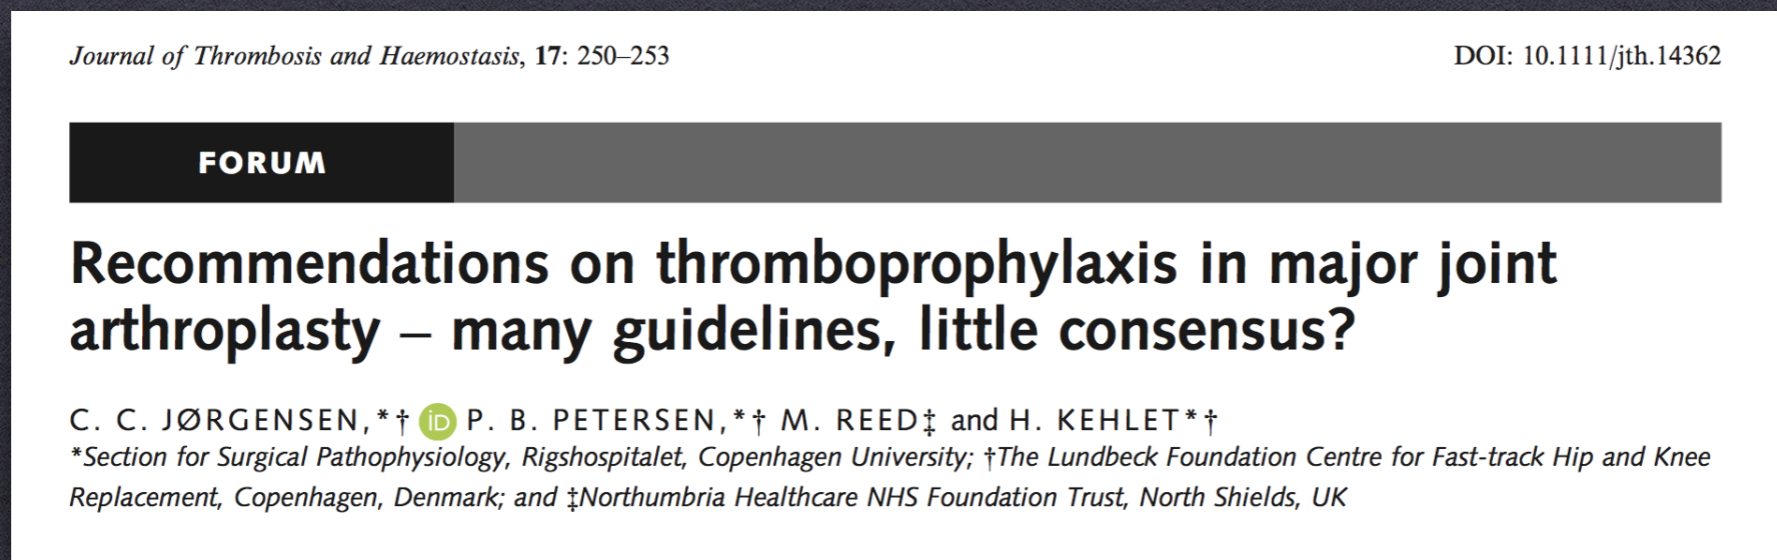 Journal of Thrombosis and Haemostasis, 17: 250–253
DOI: 10.1111/jth.14362
FORUM
Recommendations on thromboprophylaxis in major joint
arthroplasty – many guidelines, little consensus?
C. C. JØRGENSEN,*† iD P. B. PETERSEN,*† M. REED‡ and H. KEHLET*†
*Section for Surgical Pathophysiology, Rigshospitalet, Copenhagen University; †The Lundbeck Foundation Centre for Fast-track Hip and Knee
Replacement, Copenhagen, Denmark; and ‡Northumbria Healthcare NHS Foundation Trust, North Shields, UK